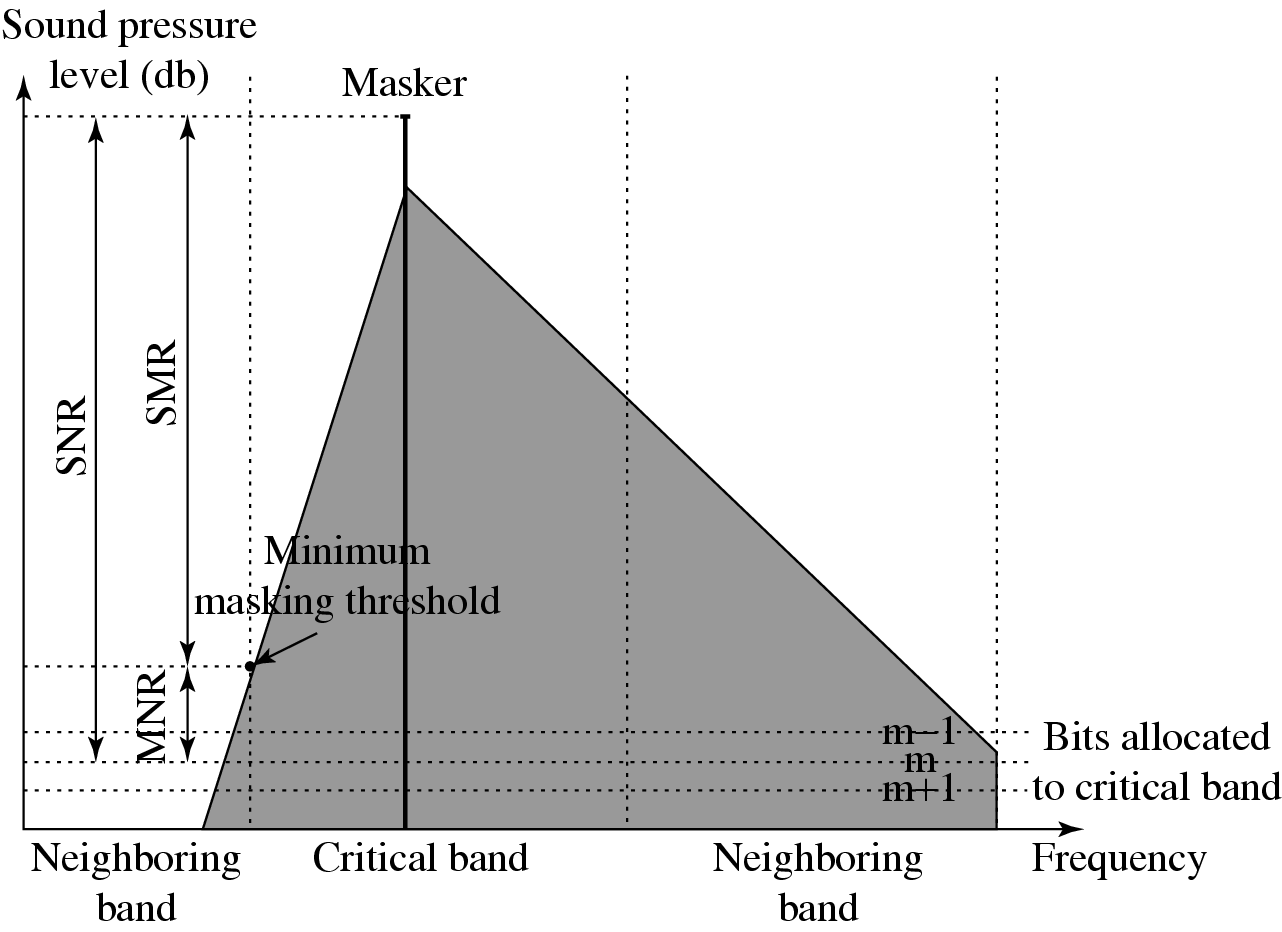 Sound pressure
level (db)
Masker
SMR
SNR
Minimum
masking threshold
MNR
m–1
m
m+1
Bits allocated
to critical band
Neighboring
band
Critical band
Neighboring
band
Frequency